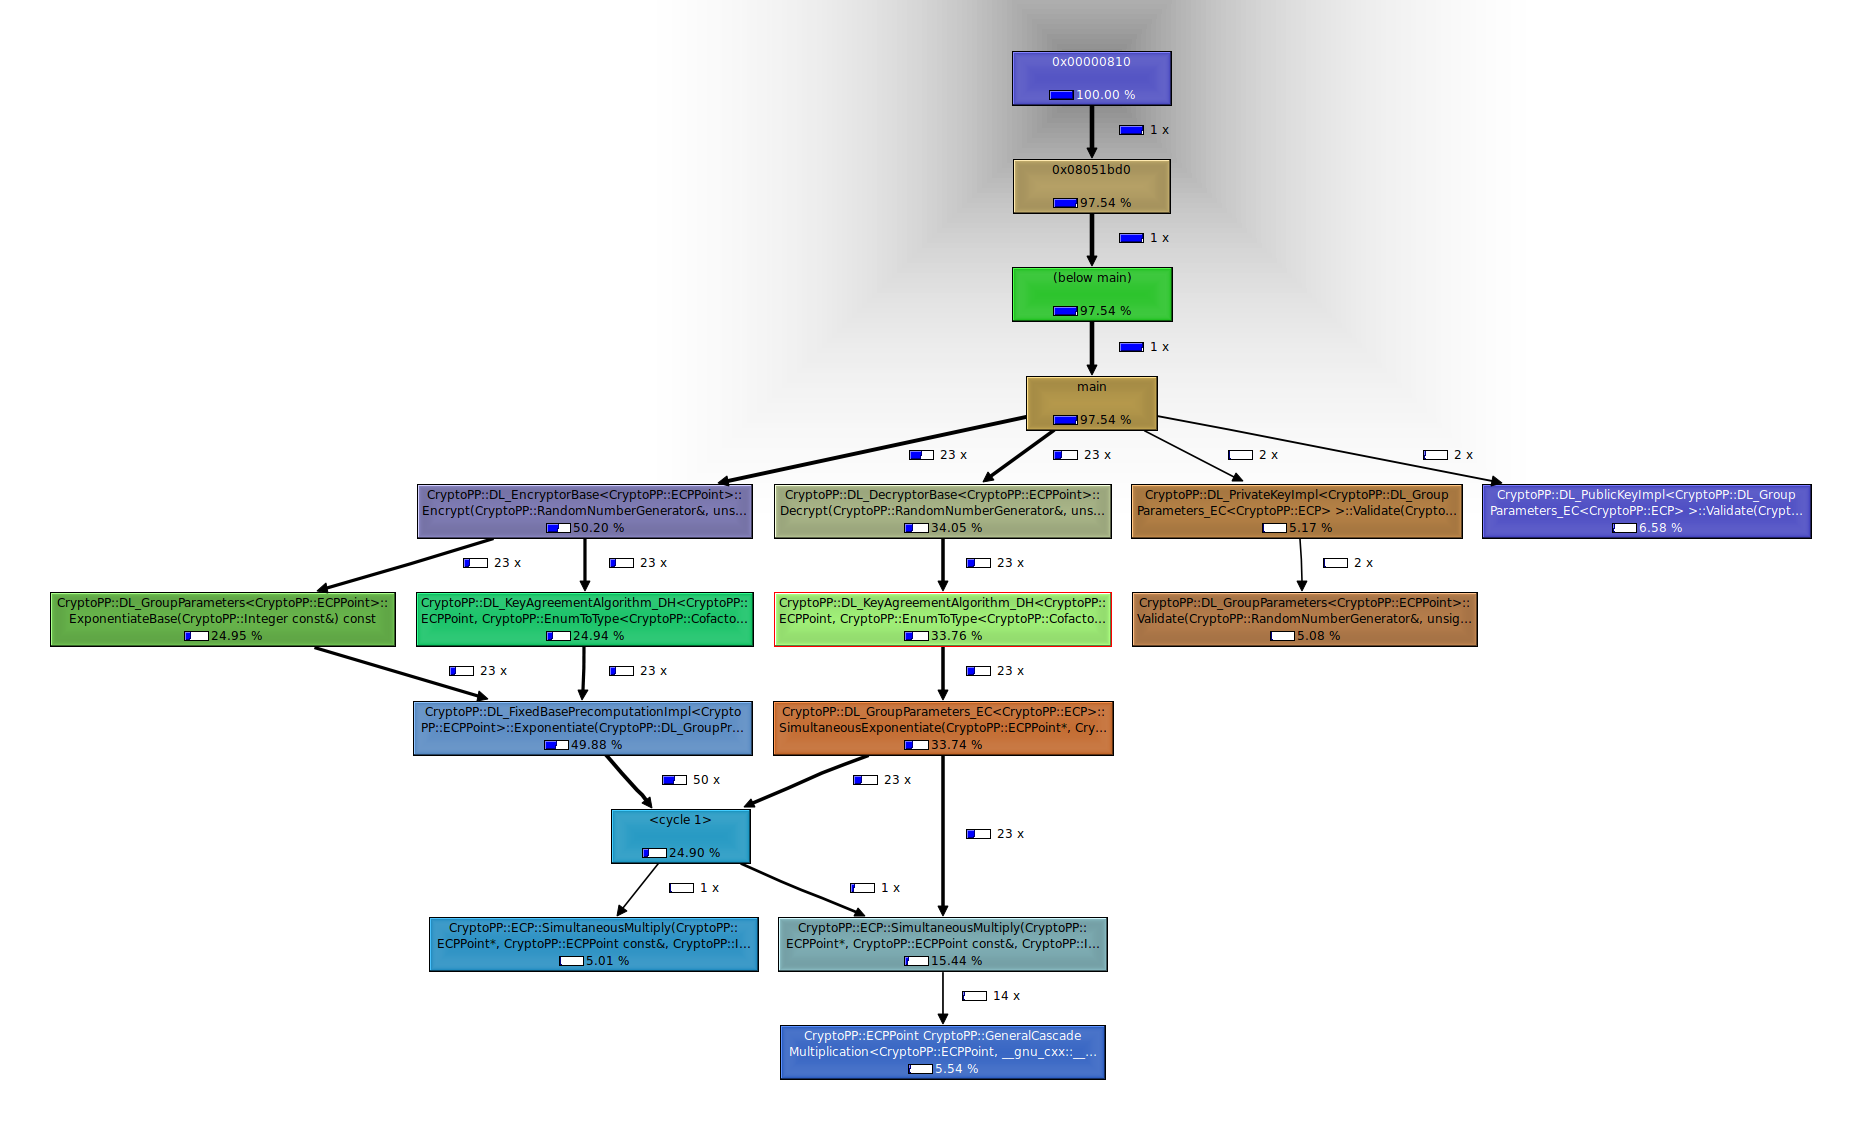 0x00000810
100.00 %
1 x
0x08051bd0
97.54 %
1 x
(below main)
97.54 %
1 x
main
97.54 %
23 x
23 x
2 x
2 x
CryptoPP::DL_EncryptorBase<CryptoPP::ECPPoint>::
Encrypt(CryptoPP::RandomNumberGenerator&, uns...
50.20 %
CryptoPP::DL_DecryptorBase<CryptoPP::ECPPoint>::
Decrypt(CryptoPP::RandomNumberGenerator&, uns...
34.05 %
CryptoPP::DL_PrivateKeyImpl<CryptoPP::DL_Group
Parameters_EC<CryptoPP::ECP> >::Validate(Crypto...
5.17 %
CryptoPP::DL_PublicKeyImpl<CryptoPP::DL_Group
Parameters_EC<CryptoPP::ECP> >::Validate(Crypt...
6.58 %
23 x
23 x
23 x
2 x
CryptoPP::DL_GroupParameters<CryptoPP::ECPPoint>::
ExponentiateBase(CryptoPP::Integer const&) const
24.95 %
CryptoPP::DL_KeyAgreementAlgorithm_DH<CryptoPP::
ECPPoint, CryptoPP::EnumToType<CryptoPP::Cofacto...
24.94 %
CryptoPP::DL_KeyAgreementAlgorithm_DH<CryptoPP::
ECPPoint, CryptoPP::EnumToType<CryptoPP::Cofacto...
33.76 %
CryptoPP::DL_GroupParameters<CryptoPP::ECPPoint>::
Validate(CryptoPP::RandomNumberGenerator&, unsig...
5.08 %
23 x
23 x
23 x
CryptoPP::DL_FixedBasePrecomputationImpl<Crypto
PP::ECPPoint>::Exponentiate(CryptoPP::DL_GroupPr...
49.88 %
CryptoPP::DL_GroupParameters_EC<CryptoPP::ECP>::
SimultaneousExponentiate(CryptoPP::ECPPoint*, Cry...
33.74 %
50 x
23 x
<cycle 1>
24.90 %
23 x
1 x
1 x
CryptoPP::ECP::SimultaneousMultiply(CryptoPP::
ECPPoint*, CryptoPP::ECPPoint const&, CryptoPP::I...
5.01 %
CryptoPP::ECP::SimultaneousMultiply(CryptoPP::
ECPPoint*, CryptoPP::ECPPoint const&, CryptoPP::I...
15.44 %
14 x
CryptoPP::ECPPoint CryptoPP::GeneralCascade
Multiplication<CryptoPP::ECPPoint, __gnu_cxx::__...
5.54 %